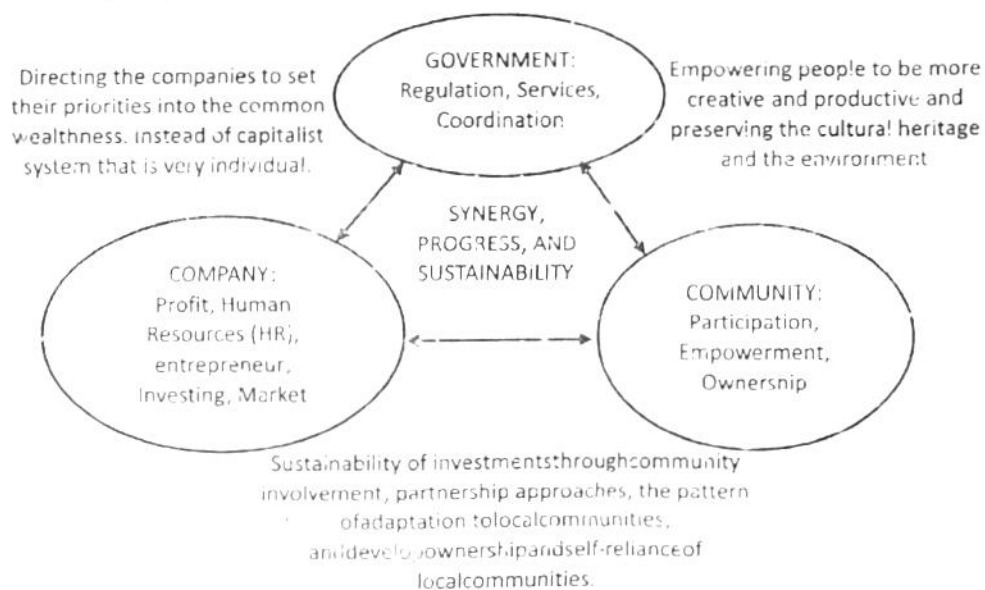 GOVERNMENT:
Regulation, Services,
Coordination
Directing the companies to set
their priorities into the common
wealthness. Instead of capitalist
system that is very individual.
Empowering people to be more
creative and productive and
preserving the cultural heritage
and the environment
SYNERGY,
PROGRESS, AND
SUSTAINABILITY
COMPANY:
Profit, Human
Resources (HR),
entrepreneur,
Investing, Market
COMMUNITY:
Participation,
Empowerment,
Ownership
Sustainability of investmentsthroughcommunity
involvement, partnership approaches, the pattern
ofadaptation tolocalcommunities,
anddevelopownershipandself-relianceof
localcommunities.